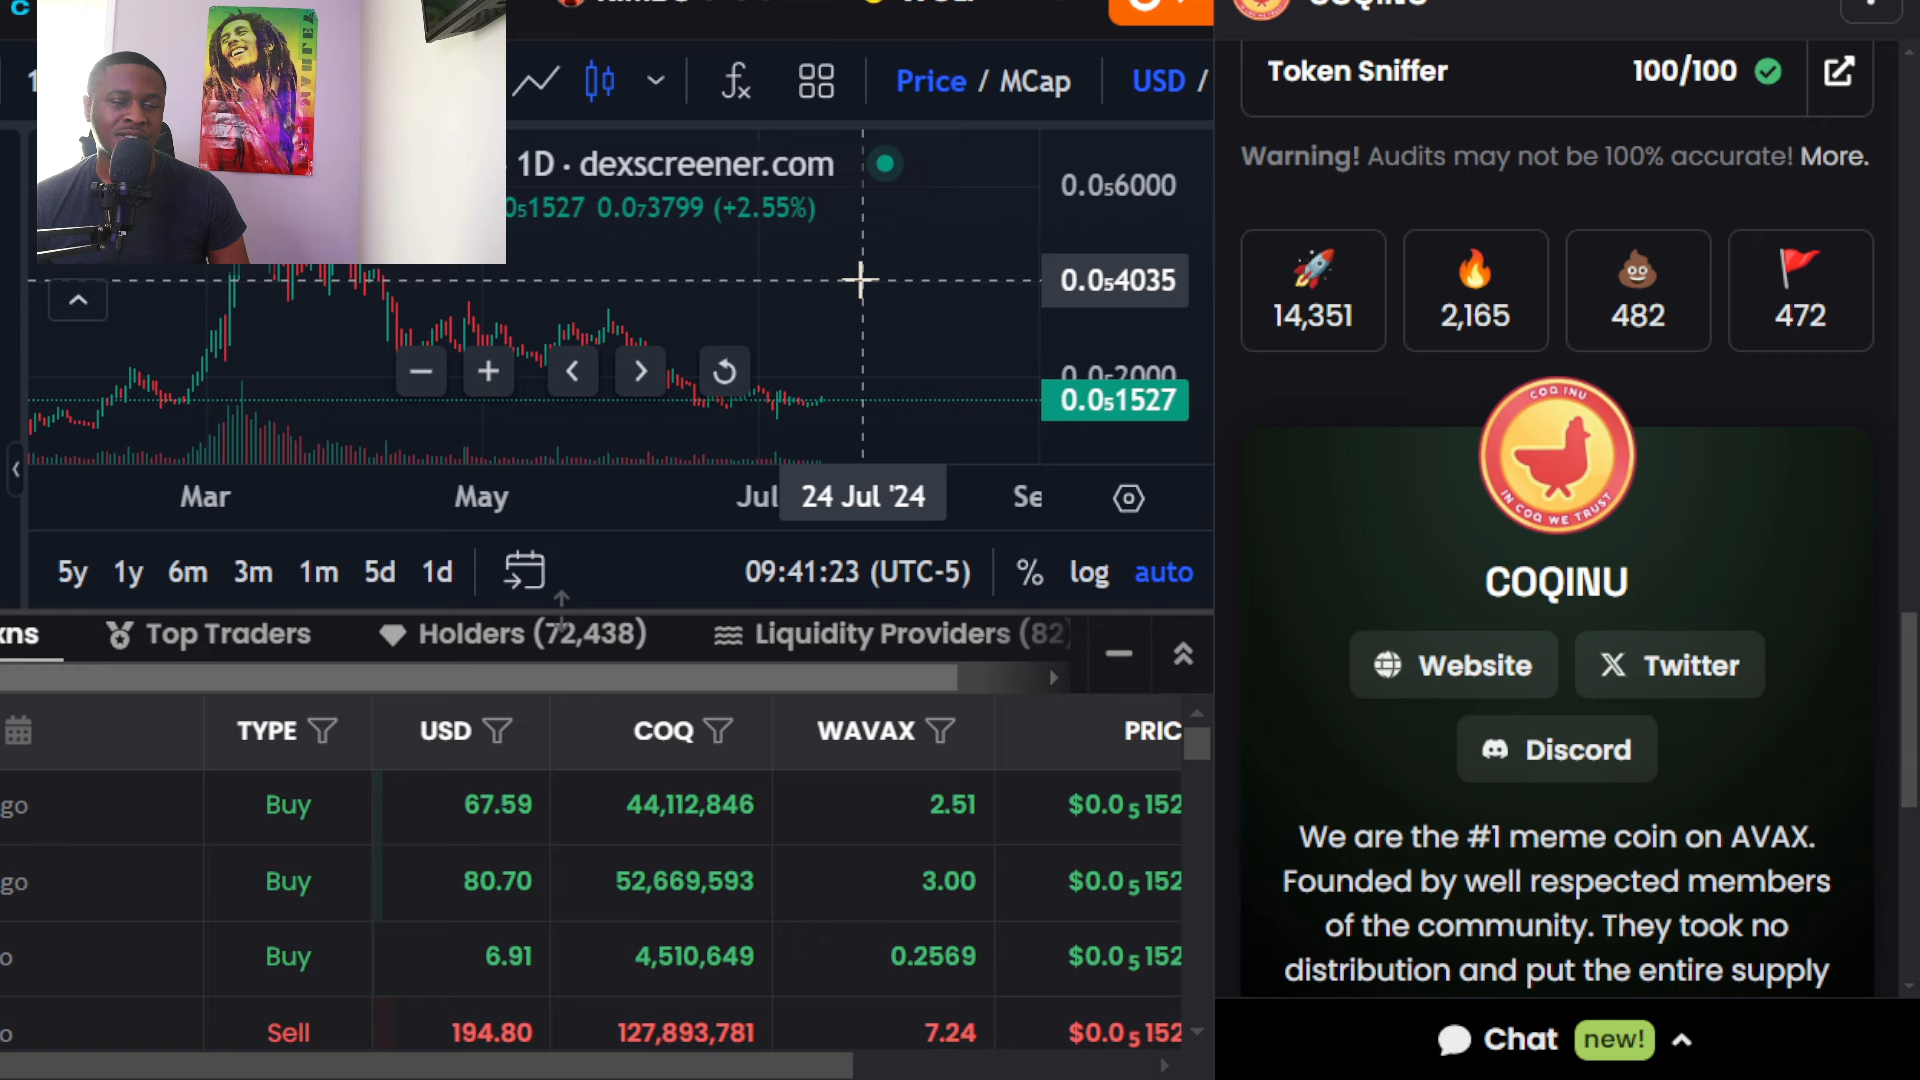 Price / MCap
USD /
1D · dexscreener.com
0₅1527 0.0₇3799 (+2.55%)
0.0₅6000
0.0₅4035
0.0₅2000
0.0₅1527
Mar
May
Jul
24 Jul '24
Se
5y 1y 6m 3m 1m 5d 1d
09:41:23 (UTC-5)
% log auto
xns
Top Traders
Holders (72,438)
Liquidity Providers (82)
TYPE USD COQ WAVAX PRIC
go Buy 67.59 44,112,846 2.51 $0.0₅152
go Buy 80.70 52,669,593 3.00 $0.0₅152
o Buy 6.91 4,510,649 0.2569 $0.0₅152
o Sell 194.80 127,893,781 7.24 $0.0₅152
COQINU
Token Sniffer 100/100
Warning! Audits may not be 100% accurate! More.
14,351 2,165 482 472
COQ INU
IN COQ WE TRUST
COQINU
Website
Twitter
Discord
We are the #1 meme coin on AVAX.
Founded by well respected members
of the community. They took no
distribution and put the entire supply
Chat new!